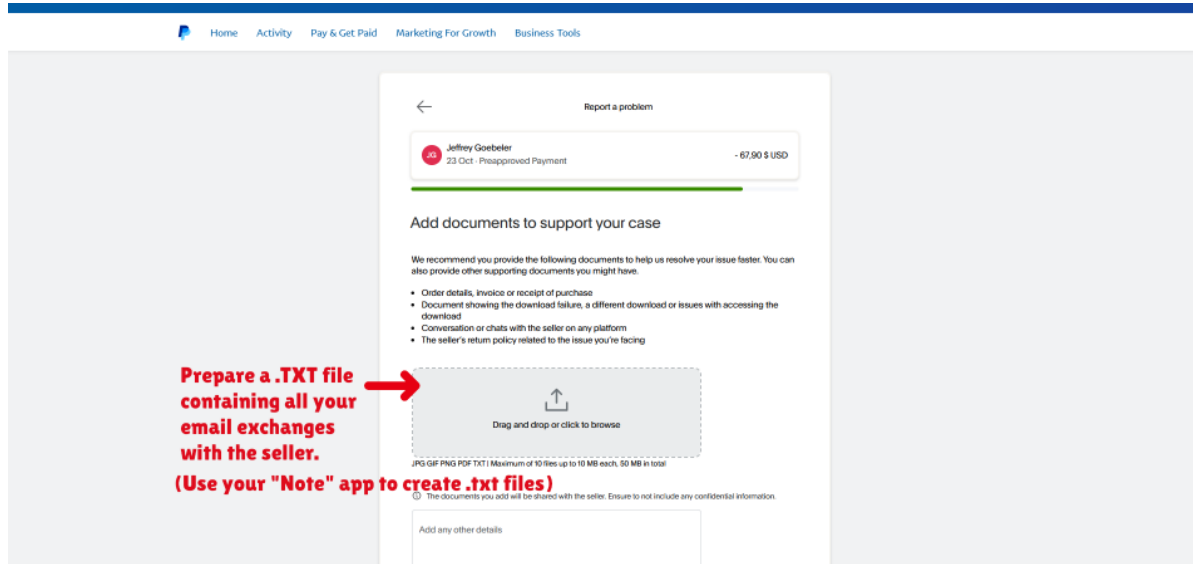 Home Activity Pay & Get Paid Marketing For Growth Business Tools
Report a problem
JG
Jeffrey Goebeler
23 Oct · Preapproved Payment
- 67,90 $ USD
Add documents to support your case
We recommend you provide the following documents to help us resolve your issue faster. You can
also provide other supporting documents you might have.
• Order details, invoice or receipt of purchase
• Document showing the download failure, a different download or issues with accessing the
download
• Conversation or chats with the seller on any platform
• The seller's return policy related to the issue you're facing
Prepare a .TXT file
containing all your
email exchanges
with the seller.
(Use your "Note" app to create .txt files)
Drag and drop or click to browse
JPG GIF PNG PDF TXT | Maximum of 10 files up to 10 MB each, 50 MB in total
The documents you add will be shared with the seller. Ensure to not include any confidential information.
Add any other details